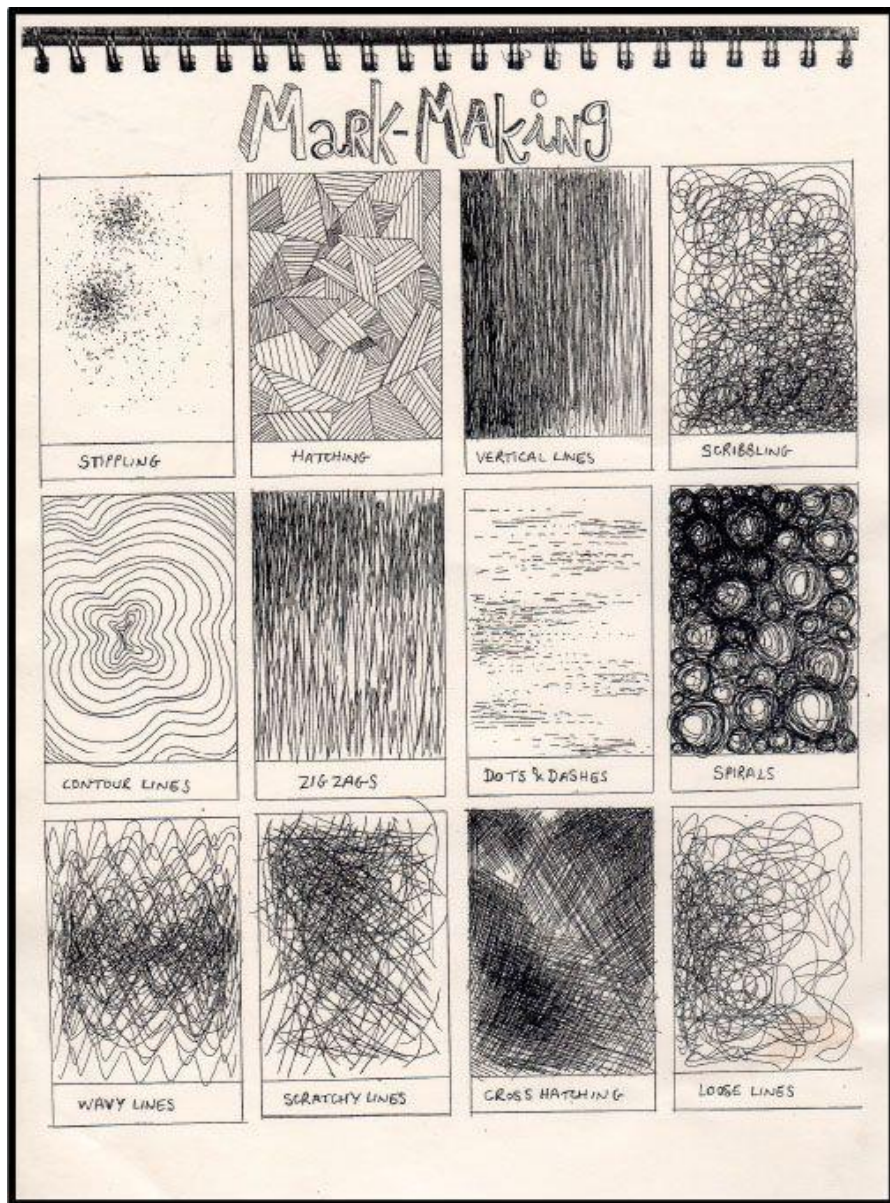 Mark-Making
STIPPLING
HATCHING
VERTICAL LINES
SCRIBBLING
CONTOUR LINES
ZIG ZAGS
DOTS & DASHES
SPIRALS
WAVY LINES
SCRATCHY LINES
CROSS HATCHING
LOOSE LINES